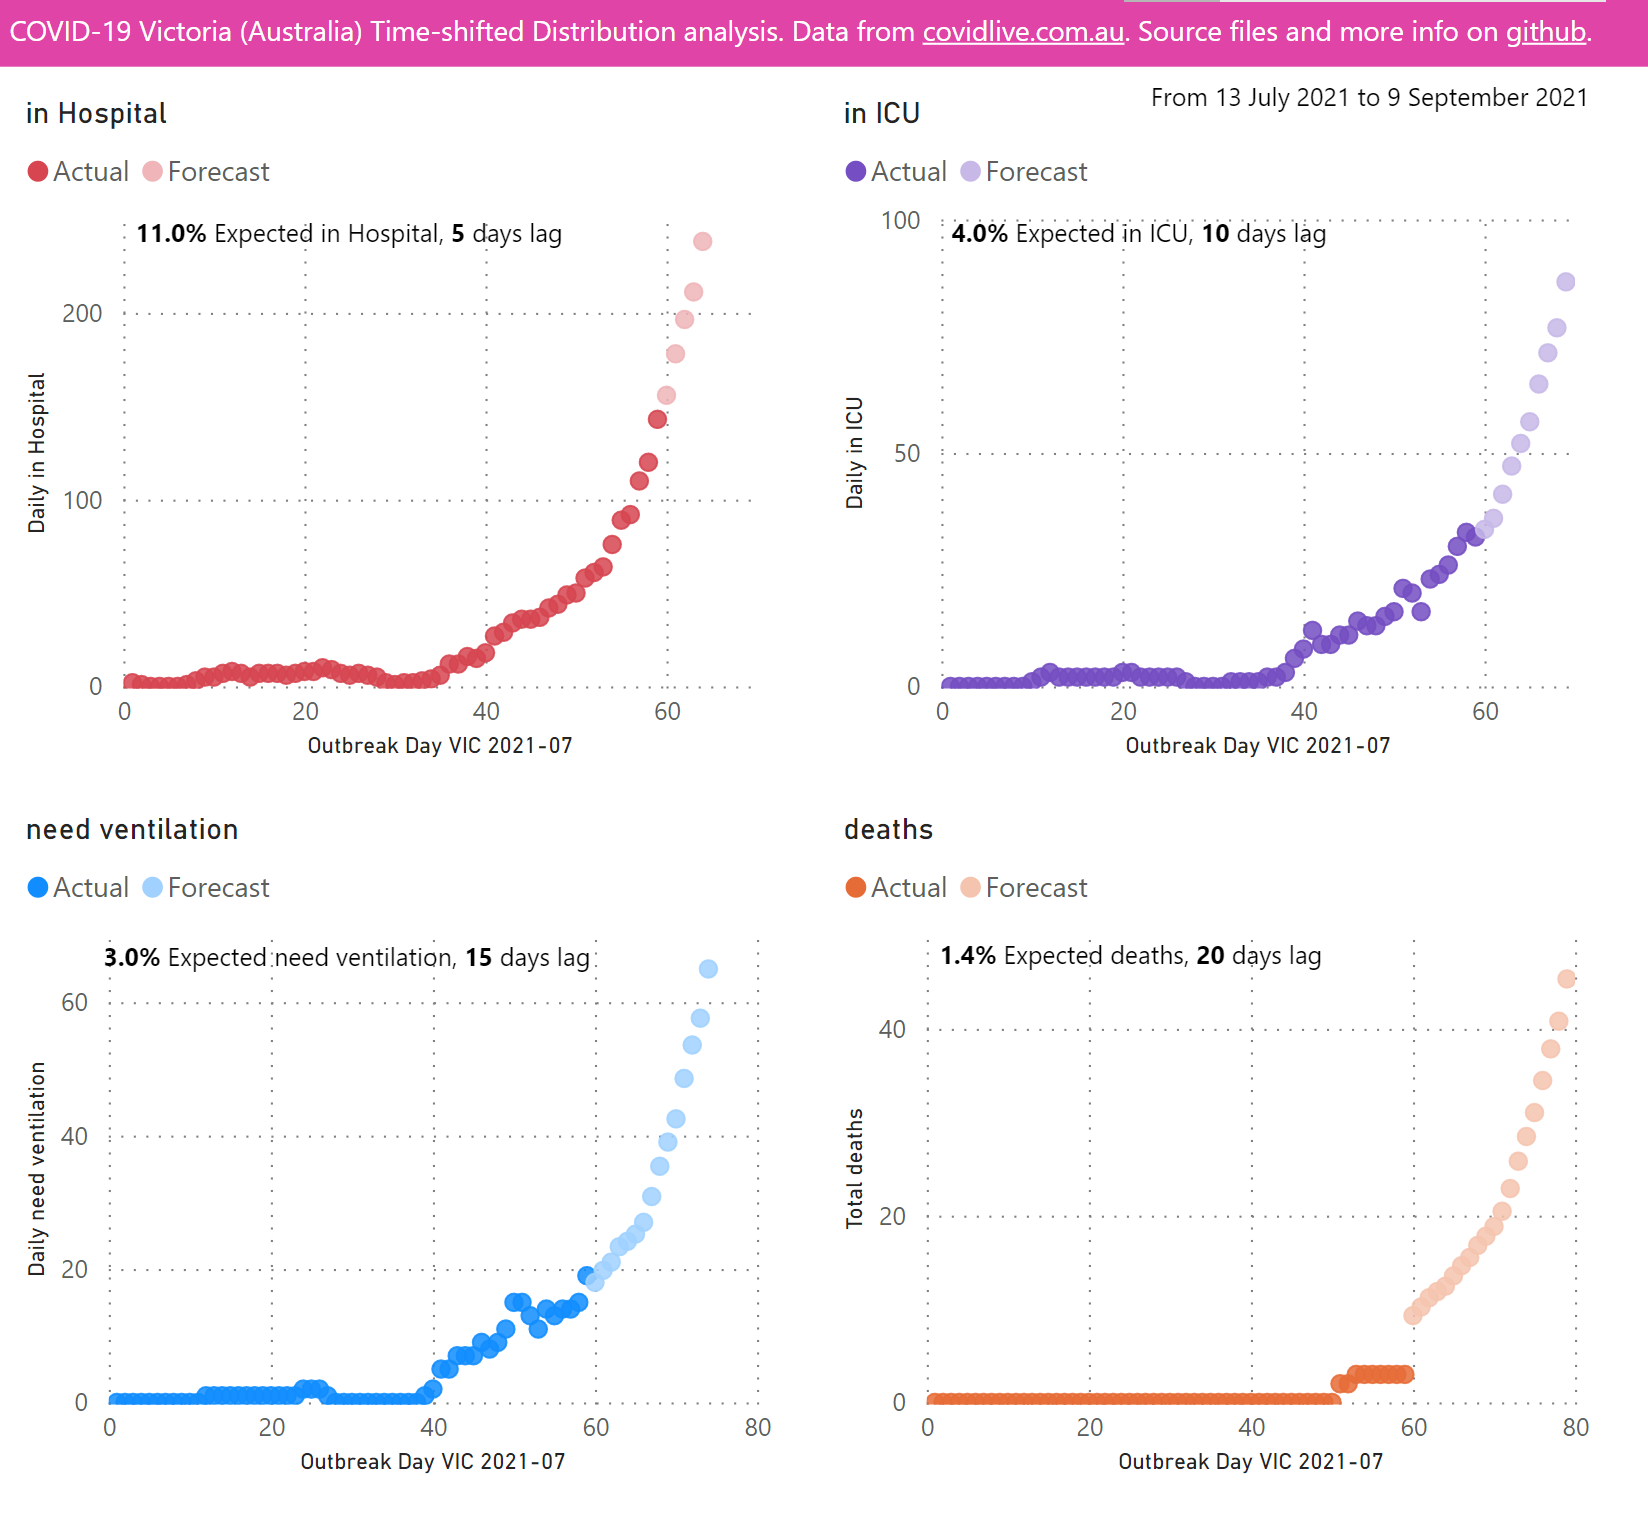 COVID-19 Victoria (Australia) Time-shifted Distribution analysis. Data from covidlive.com.au. Source files and more info on github.
From 13 July 2021 to 9 September 2021
in Hospital
Actual Forecast
11.0% Expected in Hospital, 5 days lag
200
100
0
Daily in Hospital
0 20 40 60
Outbreak Day VIC 2021-07
in ICU
Actual Forecast
4.0% Expected in ICU, 10 days lag
100
50
0
Daily in ICU
0 20 40 60
Outbreak Day VIC 2021-07
need ventilation
Actual Forecast
3.0% Expected need ventilation, 15 days lag
60
40
20
0
Daily need ventilation
0 20 40 60 80
Outbreak Day VIC 2021-07
deaths
Actual Forecast
1.4% Expected deaths, 20 days lag
40
20
0
Total deaths
0 20 40 60 80
Outbreak Day VIC 2021-07